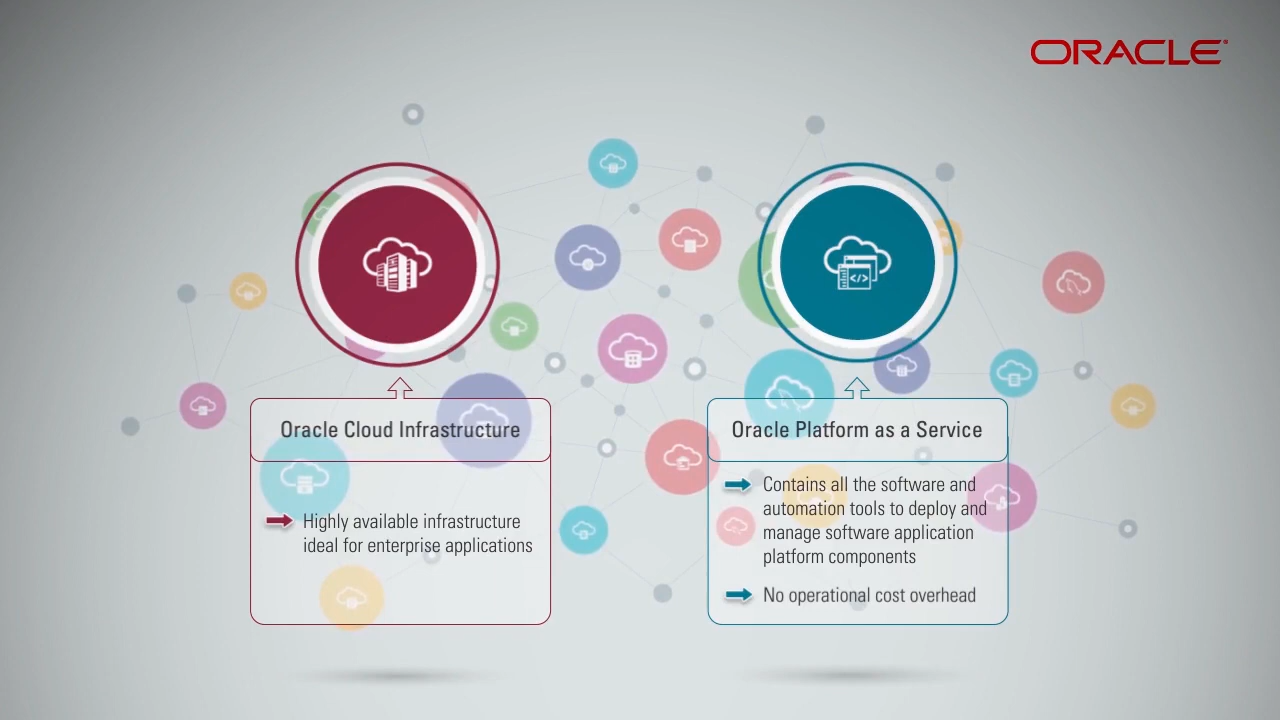 ORACLE
Oracle Cloud Infrastructure
Highly available infrastructure
ideal for enterprise applications
Oracle Platform as a Service
Contains all the software and
automation tools to deploy and
manage software application
platform components
No operational cost overhead